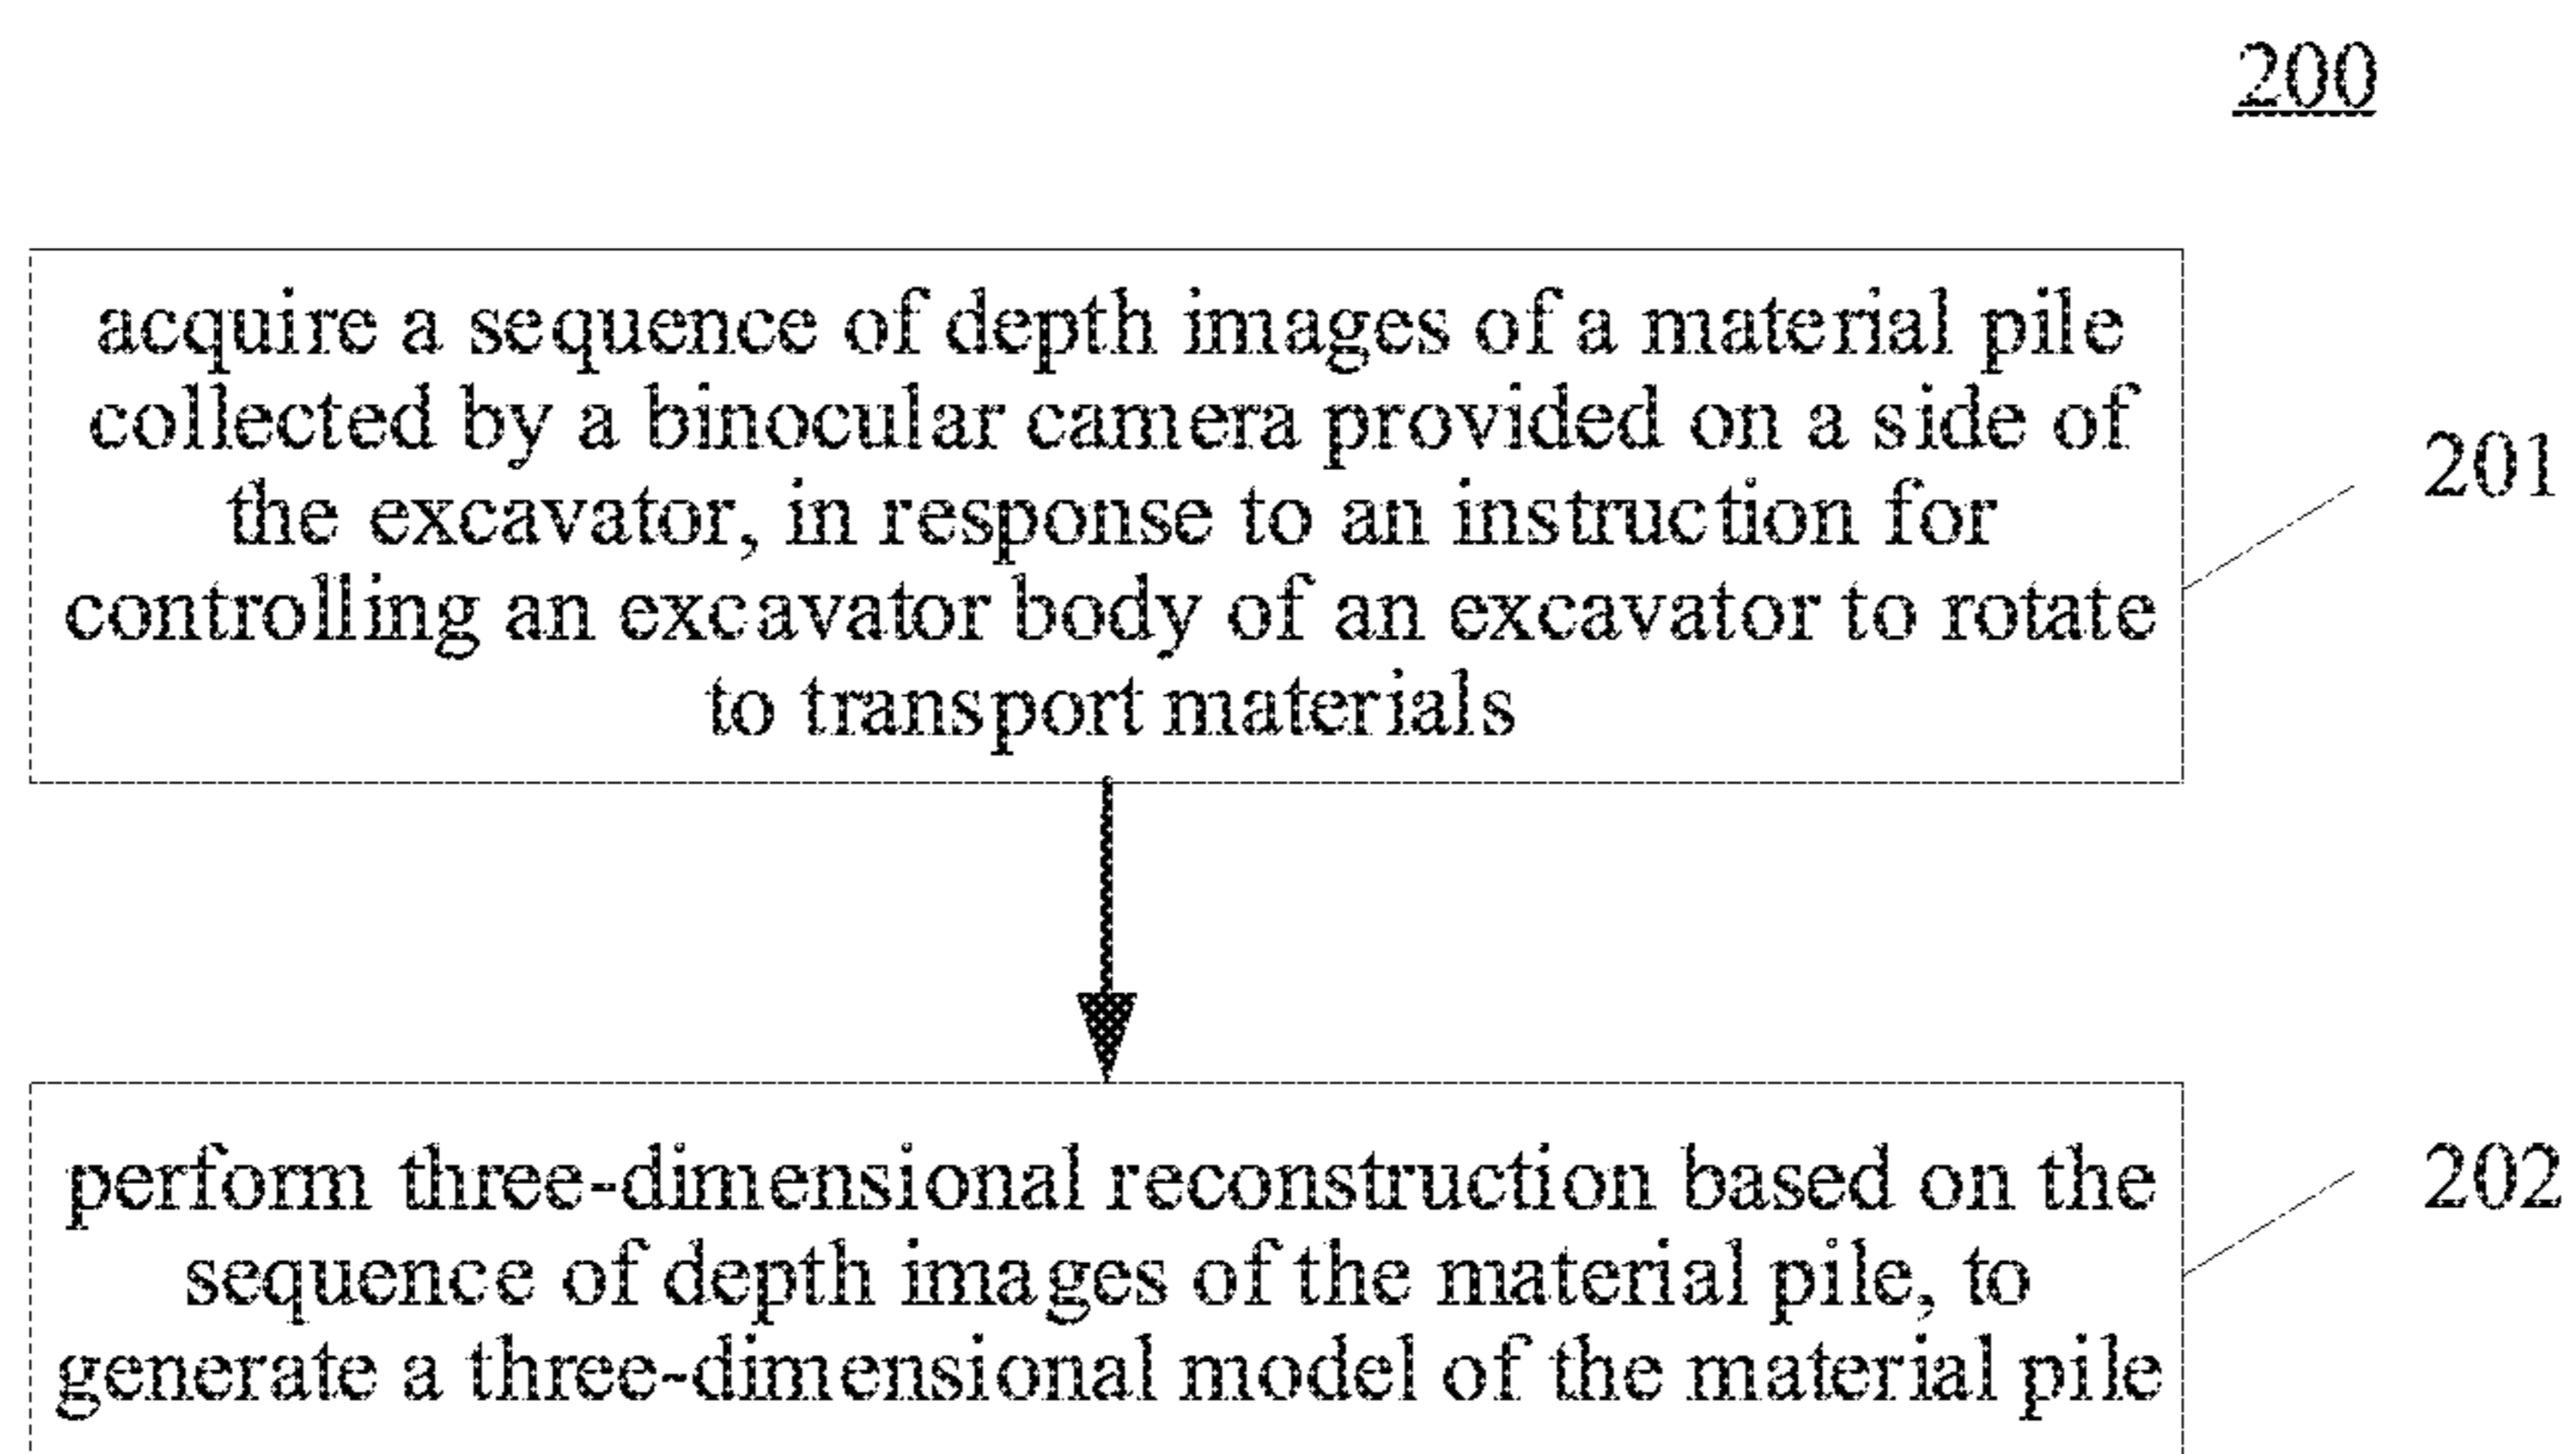 200
acquire a sequence of depth images of a material pile
collected by a binocular camera provided on a side of
the excavator, in response to an instruction for
controlling an excavator body of an excavator to rotate
to transport materials
201
perform three-dimensional reconstruction based on the
sequence of depth images of the material pile, to
generate a three-dimensional model of the material pile
202